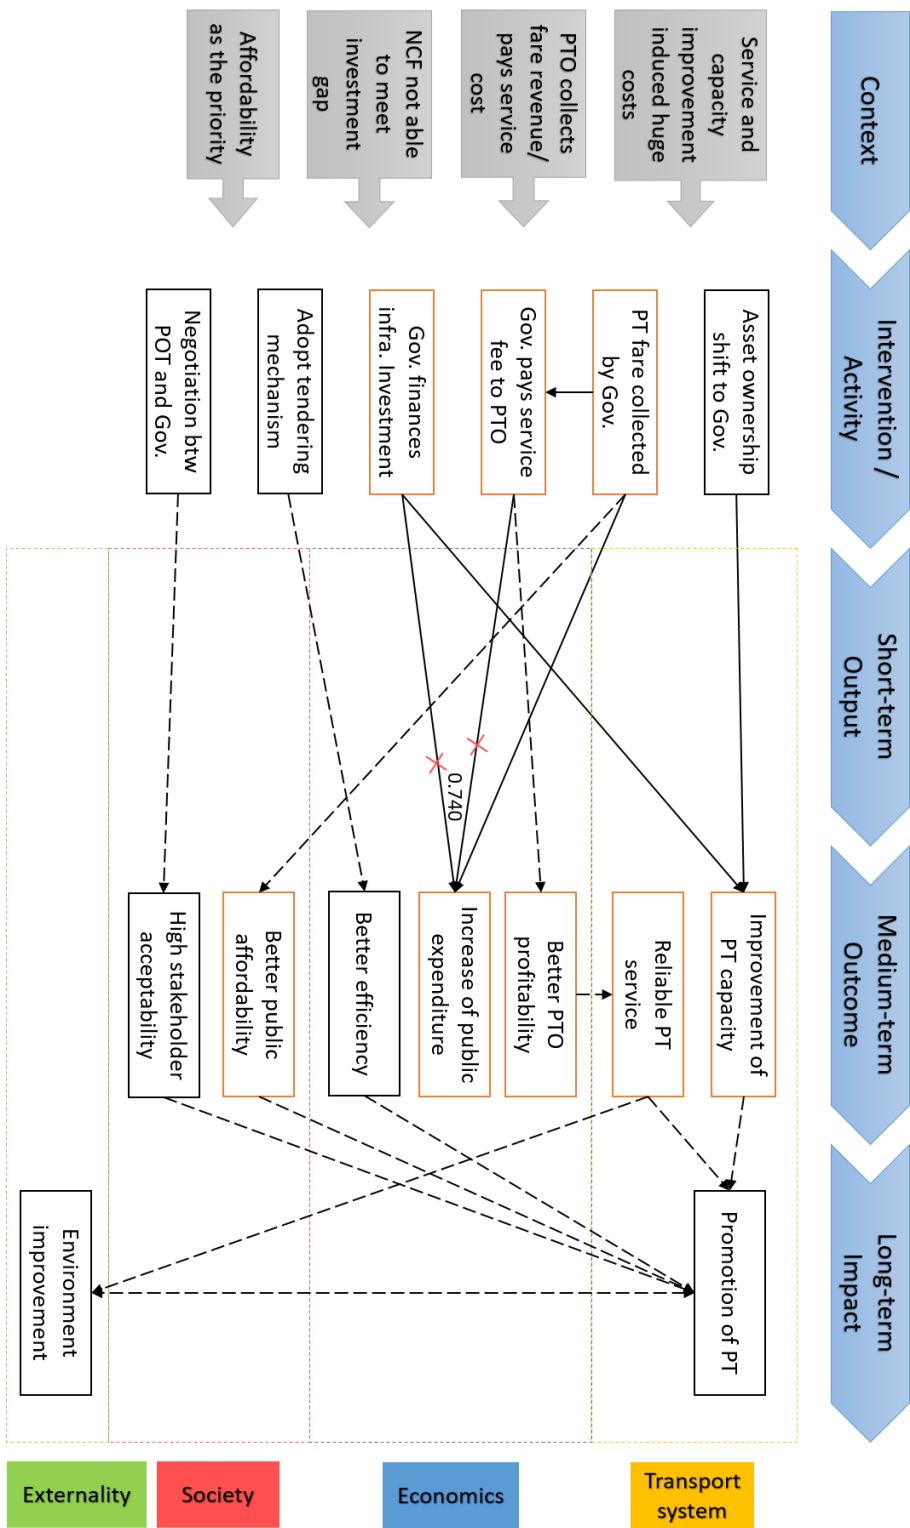 Context
Intervention /
Activity
Short-term
Output
Medium-term
Outcome
Long-term
Impact
Service and
capacity
improvement
induced huge
costs
PTO collects
fare revenue/
pays service
cost
NCF not able
to meet
investment
gap
Affordability
as the priority
Asset ownership
shift to Gov.
PT fare collected
by Gov.
Gov. pays service
fee to PTO
Gov. finances
infra. Investment
Adopt tendering
mechanism
Negotiation btw
POT and Gov.
0.740
Improvement of
PT capacity
Reliable PT
service
Better PTO
profitability
Increase of public
expenditure
Better efficiency
Better public
affordability
High stakeholder
acceptability
Promotion of PT
Environment
improvement
Transport
system
Economics
Society
Externality